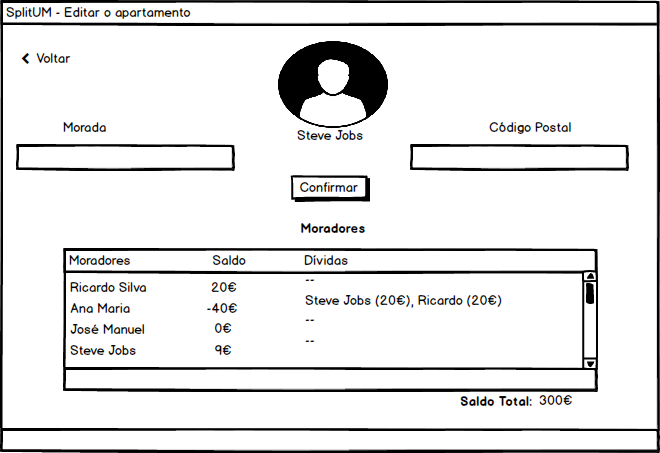 SplitUM - Editar o apartamento
Voltar
Morada
Steve Jobs
Código Postal
Confirmar
Moradores
Moradores Saldo Dívidas
Ricardo Silva 20€ --
Ana Maria -40€ Steve Jobs (20€), Ricardo (20€)
José Manuel 0€ --
Steve Jobs 9€ --
Saldo Total: 300€